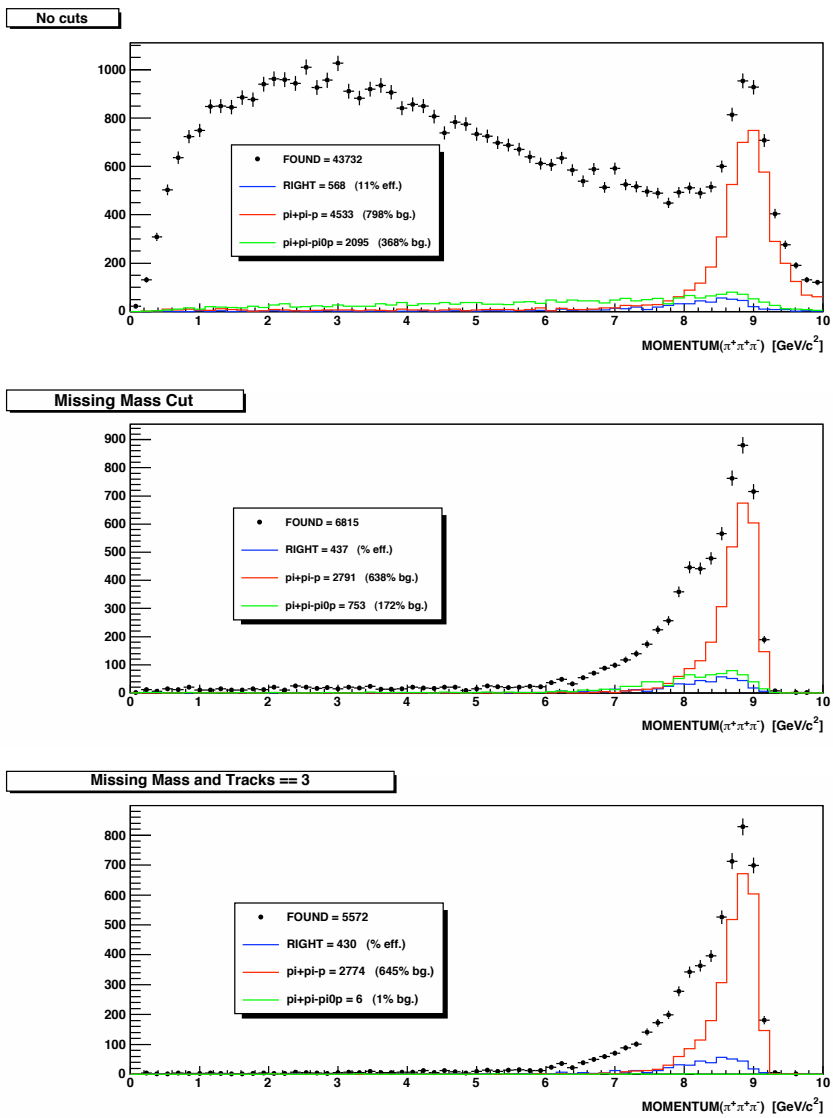 No cuts
1000
800
600
400
200
0
FOUND = 43732
RIGHT = 568 (11% eff.)
pi+pi-p = 4533 (798% bg.)
pi+pi-pi0p = 2095 (368% bg.)
0 1 2 3 4 5 6 7 8 9 10
MOMENTUM(π⁺π⁺π⁻) [GeV/c²]
Missing Mass Cut
900
800
700
600
500
400
300
200
100
0
FOUND = 6815
RIGHT = 437 (% eff.)
pi+pi-p = 2791 (638% bg.)
pi+pi-pi0p = 753 (172% bg.)
0 1 2 3 4 5 6 7 8 9 10
MOMENTUM(π⁺π⁺π⁻) [GeV/c²]
Missing Mass and Tracks == 3
800
700
600
500
400
300
200
100
0
FOUND = 5572
RIGHT = 430 (% eff.)
pi+pi-p = 2774 (645% bg.)
pi+pi-pi0p = 6 (1% bg.)
0 1 2 3 4 5 6 7 8 9 10
MOMENTUM(π⁺π⁺π⁻) [GeV/c²]